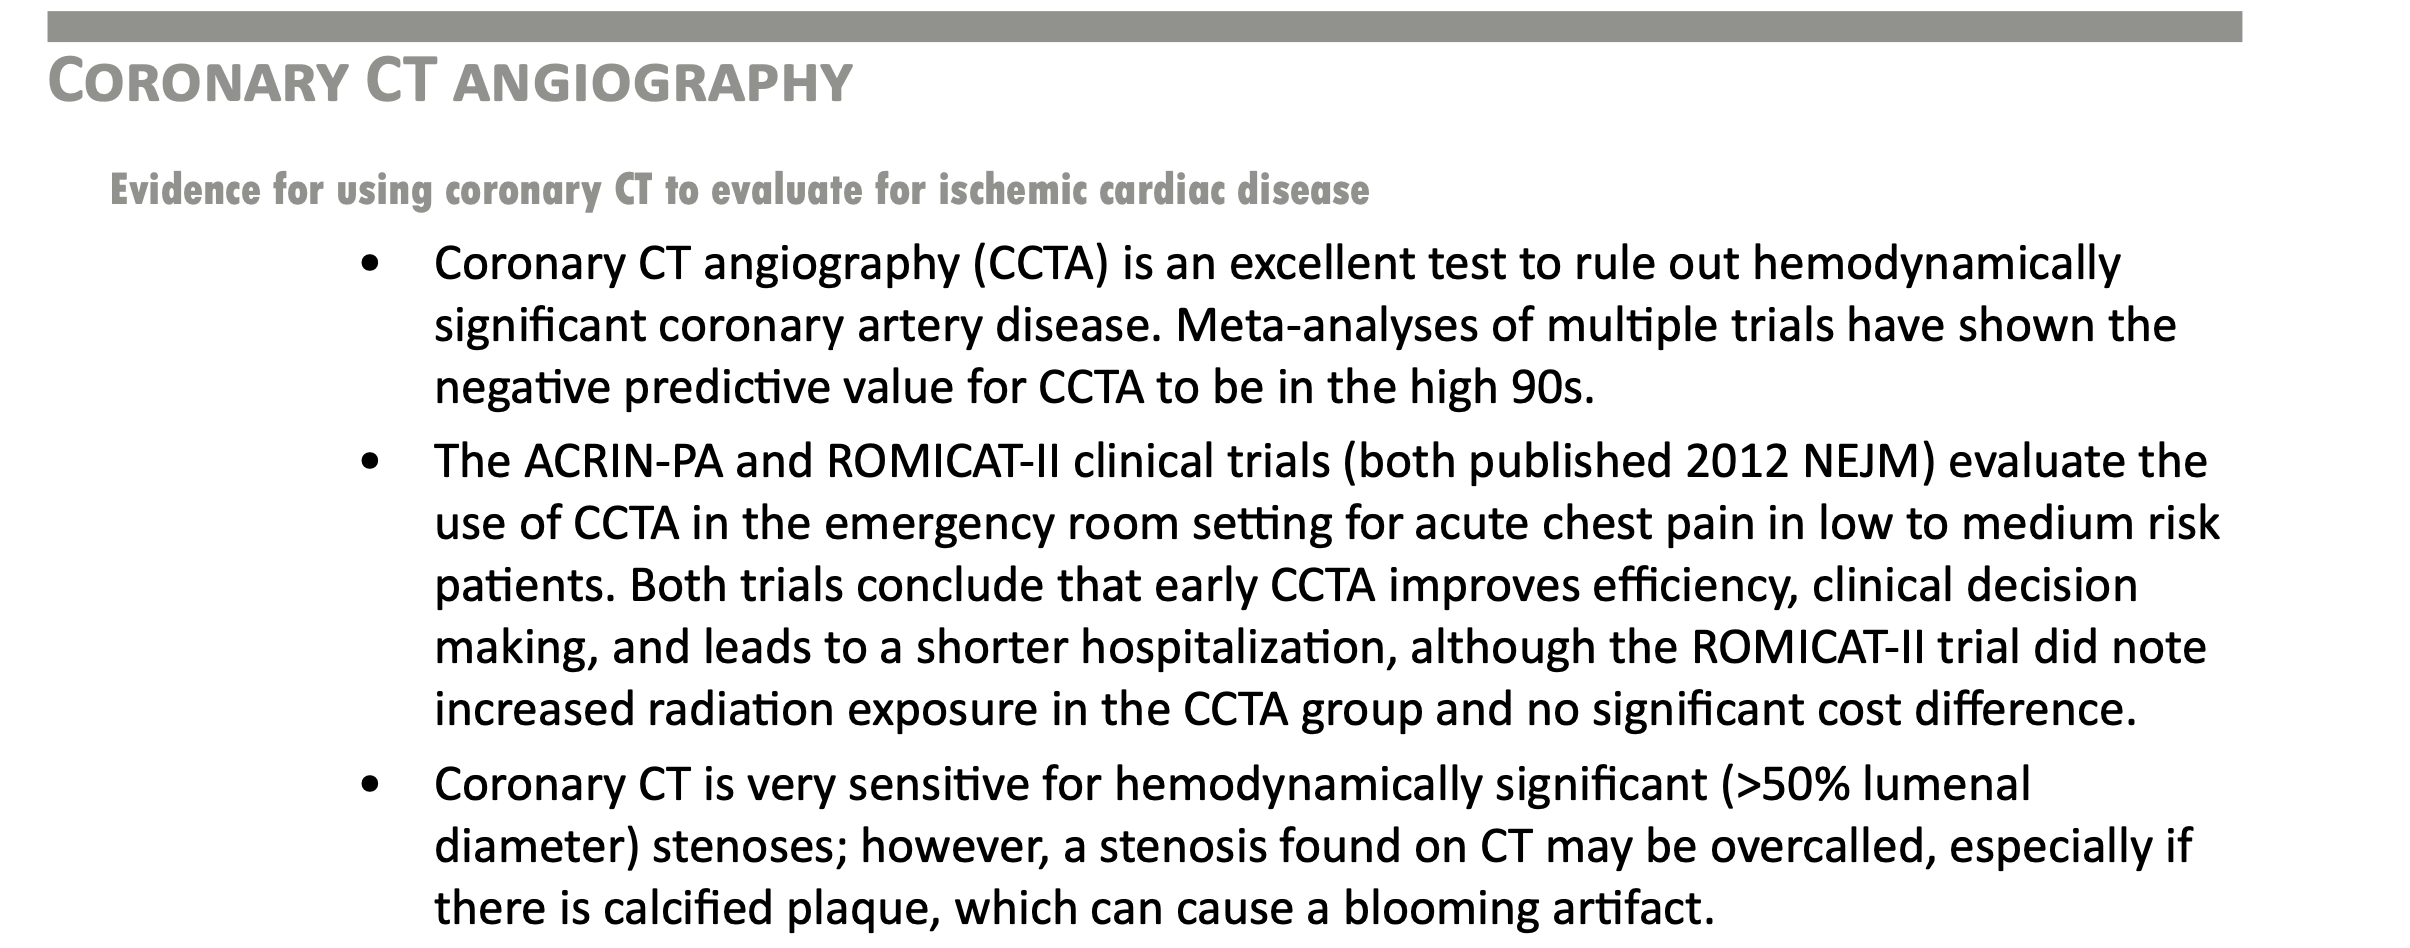 CORONARY CT ANGIOGRAPHY
Evidence for using coronary CT to evaluate for ischemic cardiac disease
• Coronary CT angiography (CCTA) is an excellent test to rule out hemodynamically
significant coronary artery disease. Meta-analyses of multiple trials have shown the
negative predictive value for CCTA to be in the high 90s.
• The ACRIN-PA and ROMICAT-II clinical trials (both published 2012 NEJM) evaluate the
use of CCTA in the emergency room setting for acute chest pain in low to medium risk
patients. Both trials conclude that early CCTA improves efficiency, clinical decision
making, and leads to a shorter hospitalization, although the ROMICAT-II trial did note
increased radiation exposure in the CCTA group and no significant cost difference.
• Coronary CT is very sensitive for hemodynamically significant (>50% lumenal
diameter) stenoses; however, a stenosis found on CT may be overcalled, especially if
there is calcified plaque, which can cause a blooming artifact.